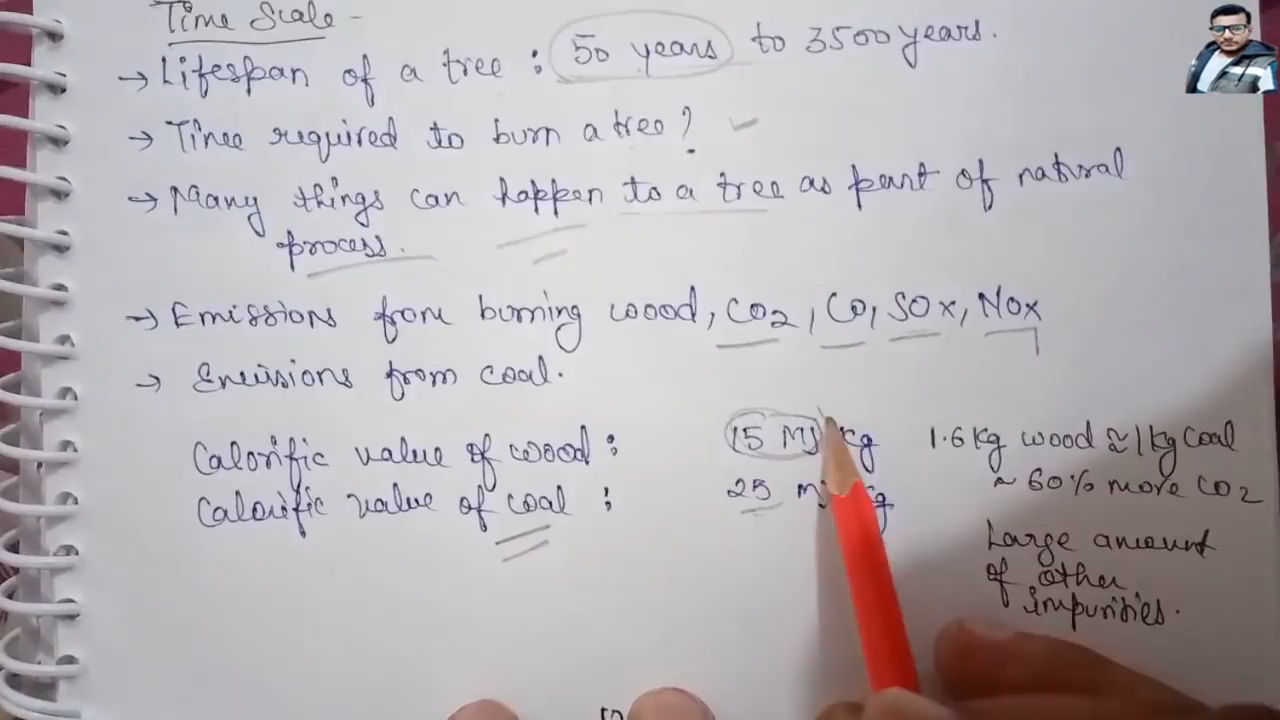 Time Scale -
→ Lifespan of a tree : 50 years to 3500 years.
→ Time required to burn a tree?
→ Many things can happen to a tree as part of natural
process.
→ Emissions from burning wood, CO2, CO, SOx, NOx
→ Emissions from coal.
Calorific value of wood : 15 MJ kg
Calorific value of coal : 25 M kg
1.6 kg wood ≈ 1 kg coal
≈ 60% more CO2
Large amount
of other
impurities.